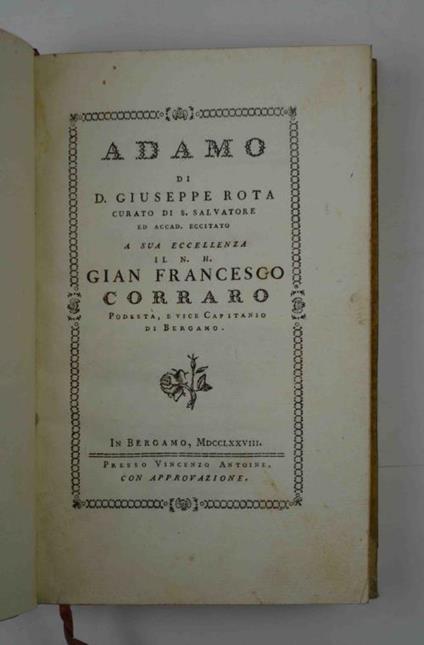 ADAMO
DI
D. GIUSEPPE ROTA
CURATO DI S. SALVATORE
ED ACCAD. ECCITATO
A SUA ECCELLENZA
IL N. H.
GIAN FRANCESCO
CORRARO
PODESTÀ, E VICE CAPITANIO
DI BERGAMO.
IN BERGAMO, MDCCLXXVIII.
PRESSO VINCENZO ANTOINE,
CON APPROVAZIONE.